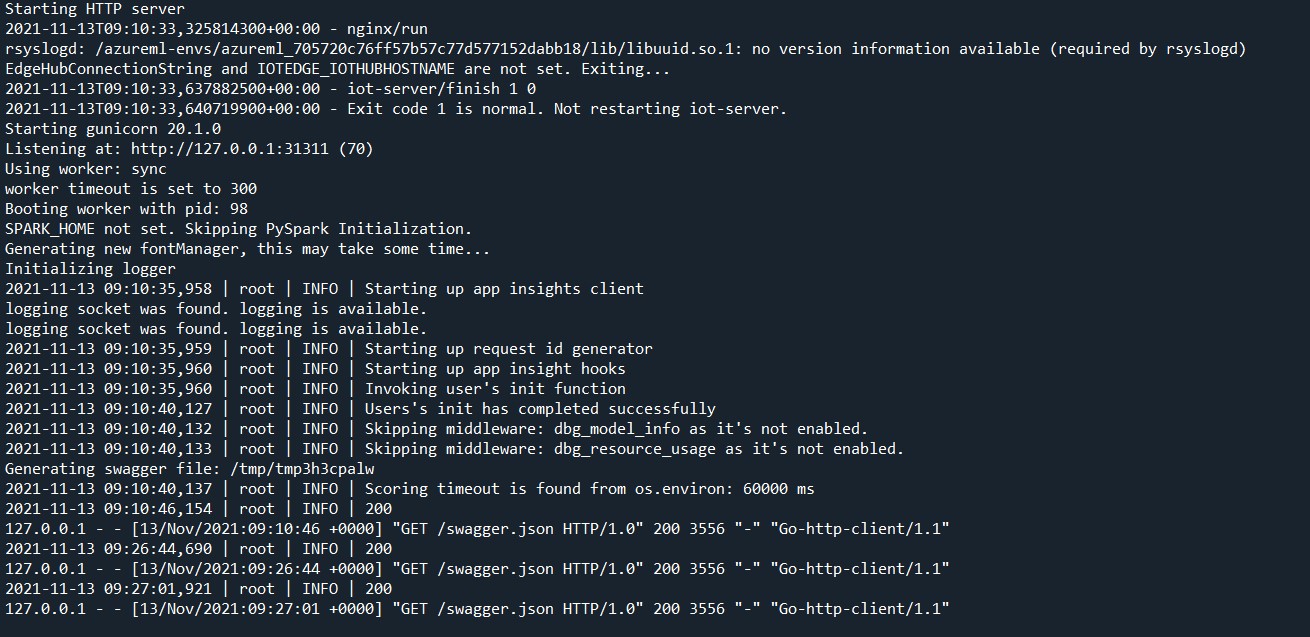 Starting HTTP server
2021-11-13T09:10:33,325814300+00:00 - nginx/run
rsyslogd: /azureml-envs/azureml_705720c76ff57b57c77d577152dabb18/lib/libuuid.so.1: no version information available (required by rsyslogd)
EdgeHubConnectionString and IOTEDGE_IOTHUBHOSTNAME are not set. Exiting...
2021-11-13T09:10:33,637882500+00:00 - iot-server/finish 1 0
2021-11-13T09:10:33,640719900+00:00 - Exit code 1 is normal. Not restarting iot-server.
Starting gunicorn 20.1.0
Listening at: http://127.0.0.1:31311 (70)
Using worker: sync
worker timeout is set to 300
Booting worker with pid: 98
SPARK_HOME not set. Skipping PySpark Initialization.
Generating new fontManager, this may take some time...
Initializing logger
2021-11-13 09:10:35,958 | root | INFO | Starting up app insights client
logging socket was found. logging is available.
logging socket was found. logging is available.
2021-11-13 09:10:35,959 | root | INFO | Starting up request id generator
2021-11-13 09:10:35,960 | root | INFO | Starting up app insight hooks
2021-11-13 09:10:35,960 | root | INFO | Invoking user's init function
2021-11-13 09:10:40,127 | root | INFO | Users's init has completed successfully
2021-11-13 09:10:40,132 | root | INFO | Skipping middleware: dbg_model_info as it's not enabled.
2021-11-13 09:10:40,133 | root | INFO | Skipping middleware: dbg_resource_usage as it's not enabled.
Generating swagger file: /tmp/tmp3h3cpalw
2021-11-13 09:10:40,137 | root | INFO | Scoring timeout is found from os.environ: 60000 ms
2021-11-13 09:10:46,154 | root | INFO | 200
127.0.0.1 - - [13/Nov/2021:09:10:46 +0000] "GET /swagger.json HTTP/1.0" 200 3556 "-" "Go-http-client/1.1"
2021-11-13 09:26:44,690 | root | INFO | 200
127.0.0.1 - - [13/Nov/2021:09:26:44 +0000] "GET /swagger.json HTTP/1.0" 200 3556 "-" "Go-http-client/1.1"
2021-11-13 09:27:01,921 | root | INFO | 200
127.0.0.1 - - [13/Nov/2021:09:27:01 +0000] "GET /swagger.json HTTP/1.0" 200 3556 "-" "Go-http-client/1.1"